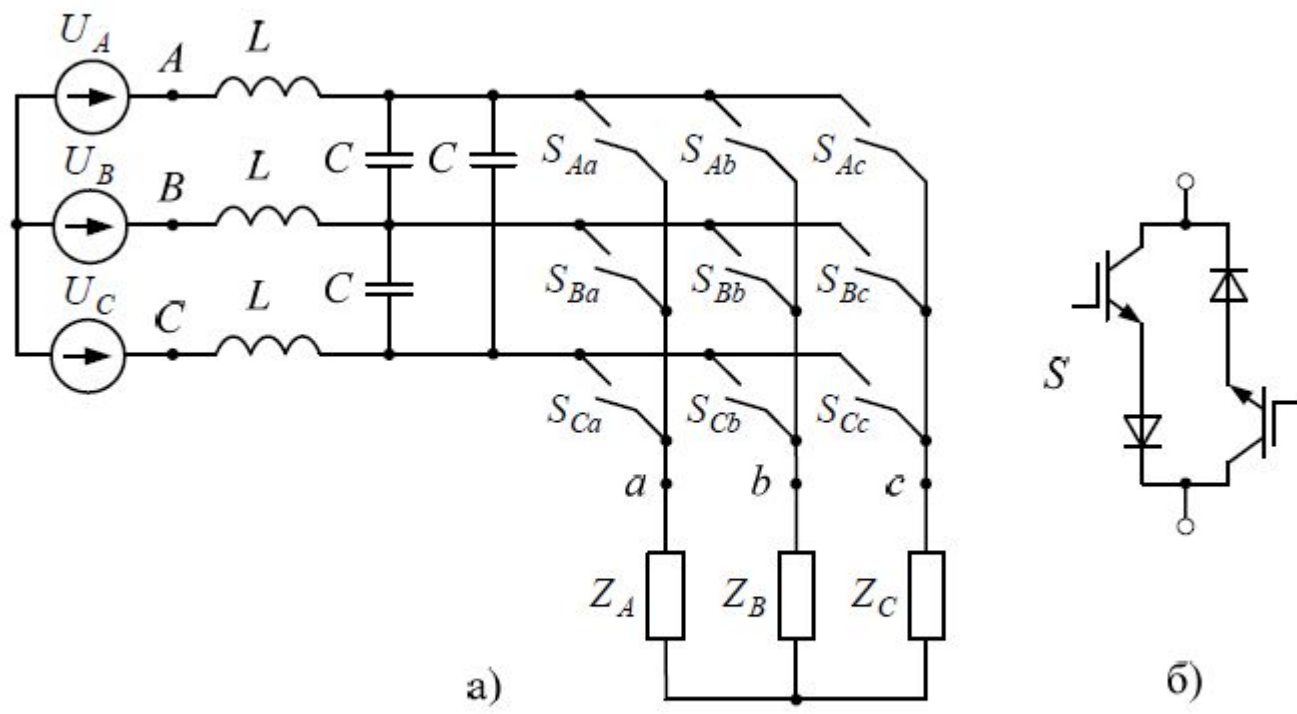 U_A
A
L
U_B
B
L
C
C
S_Aa
S_Ab
S_Ac
U_C
C
L
C
S_Ba
S_Bb
S_Bc
S_Ca
S_Cb
S_Cc
S
a
b
c
Z_A
Z_B
Z_C
а)
б)